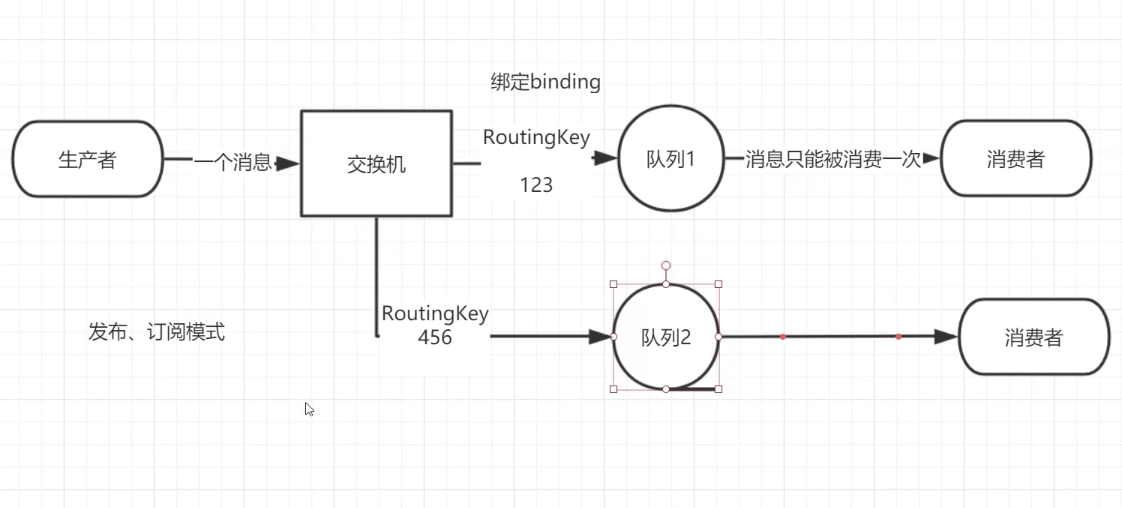 绑定binding
RoutingKey
123
生产者
一个消息
交换机
队列1
消息只能被消费一次
消费者
发布、订阅模式
RoutingKey
456
队列2
消费者